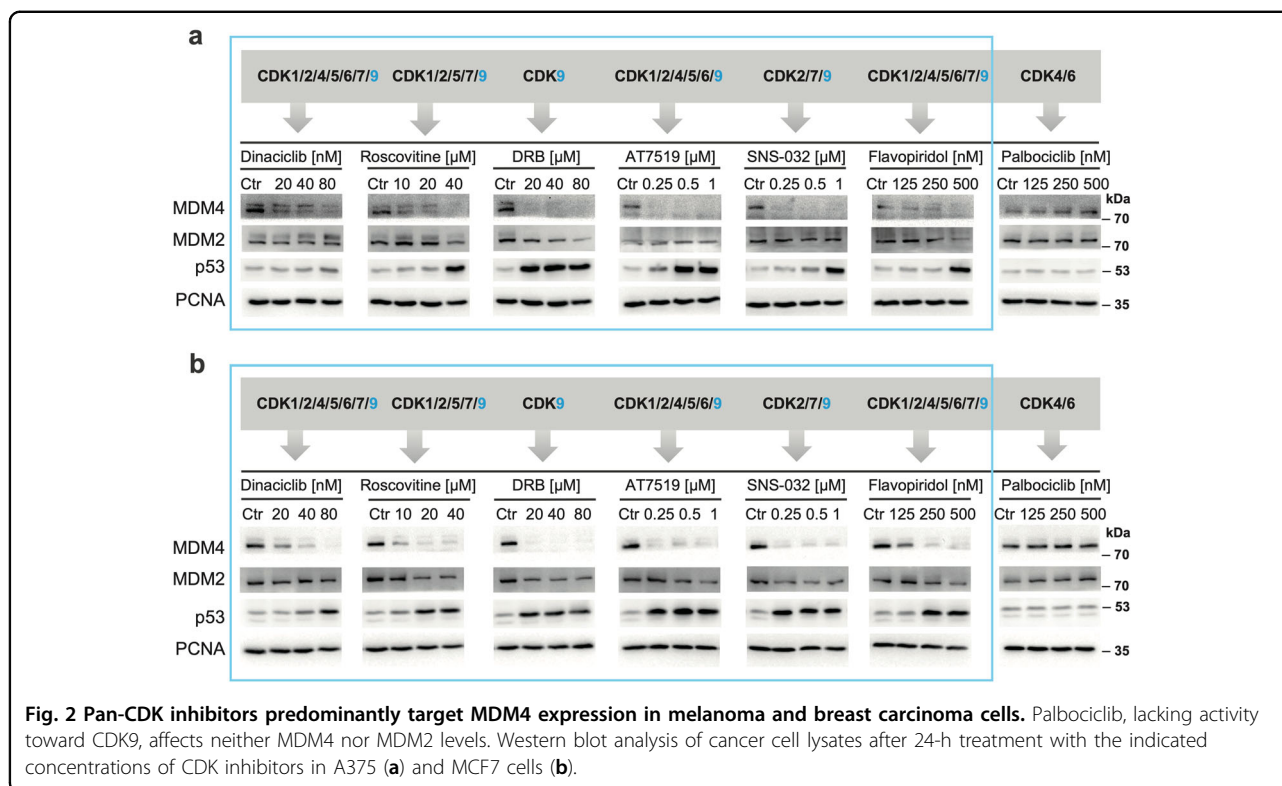 a
CDK1/2/4/5/6/7/9 CDK1/2/5/7/9 CDK9 CDK1/2/4/5/6/9 CDK2/7/9 CDK1/2/4/5/6/7/9 CDK4/6
Dinaciclib [nM] Roscovitine [µM] DRB [µM] AT7519 [µM] SNS-032 [µM] Flavopiridol [nM] Palbociclib [nM]
Ctr 20 40 80 Ctr 10 20 40 Ctr 20 40 80 Ctr 0.25 0.5 1 Ctr 0.25 0.5 1 Ctr 125 250 500 Ctr 125 250 500
kDa
MDM4 – 70
MDM2 – 70
p53 – 53
PCNA – 35
b
CDK1/2/4/5/6/7/9 CDK1/2/5/7/9 CDK9 CDK1/2/4/5/6/9 CDK2/7/9 CDK1/2/4/5/6/7/9 CDK4/6
Dinaciclib [nM] Roscovitine [µM] DRB [µM] AT7519 [µM] SNS-032 [µM] Flavopiridol [nM] Palbociclib [nM]
Ctr 20 40 80 Ctr 10 20 40 Ctr 20 40 80 Ctr 0.25 0.5 1 Ctr 0.25 0.5 1 Ctr 125 250 500 Ctr 125 250 500
kDa
MDM4 – 70
MDM2 – 70
p53 – 53
PCNA – 35
Fig. 2 Pan-CDK inhibitors predominantly target MDM4 expression in melanoma and breast carcinoma cells. Palbociclib, lacking activity
toward CDK9, affects neither MDM4 nor MDM2 levels. Western blot analysis of cancer cell lysates after 24-h treatment with the indicated
concentrations of CDK inhibitors in A375 (a) and MCF7 cells (b).